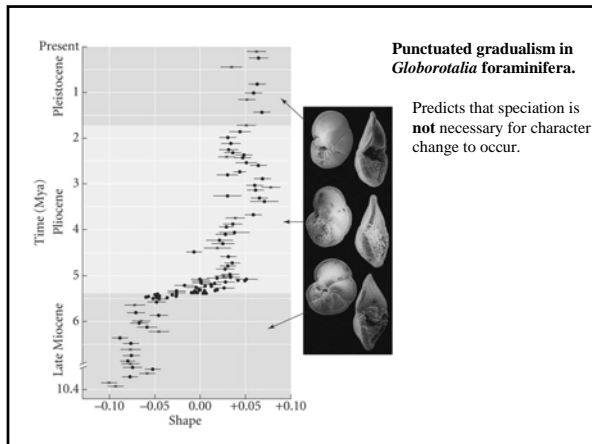 Punctuated gradualism in
Globorotalia foraminifera.
Predicts that speciation is
not necessary for character
change to occur.
Present
Pleistocene
1
2
3
Time (Mya)
Pliocene
4
5
6
Late Miocene
10.4
−0.10
−0.05
0.00
+0.05
+0.10
Shape